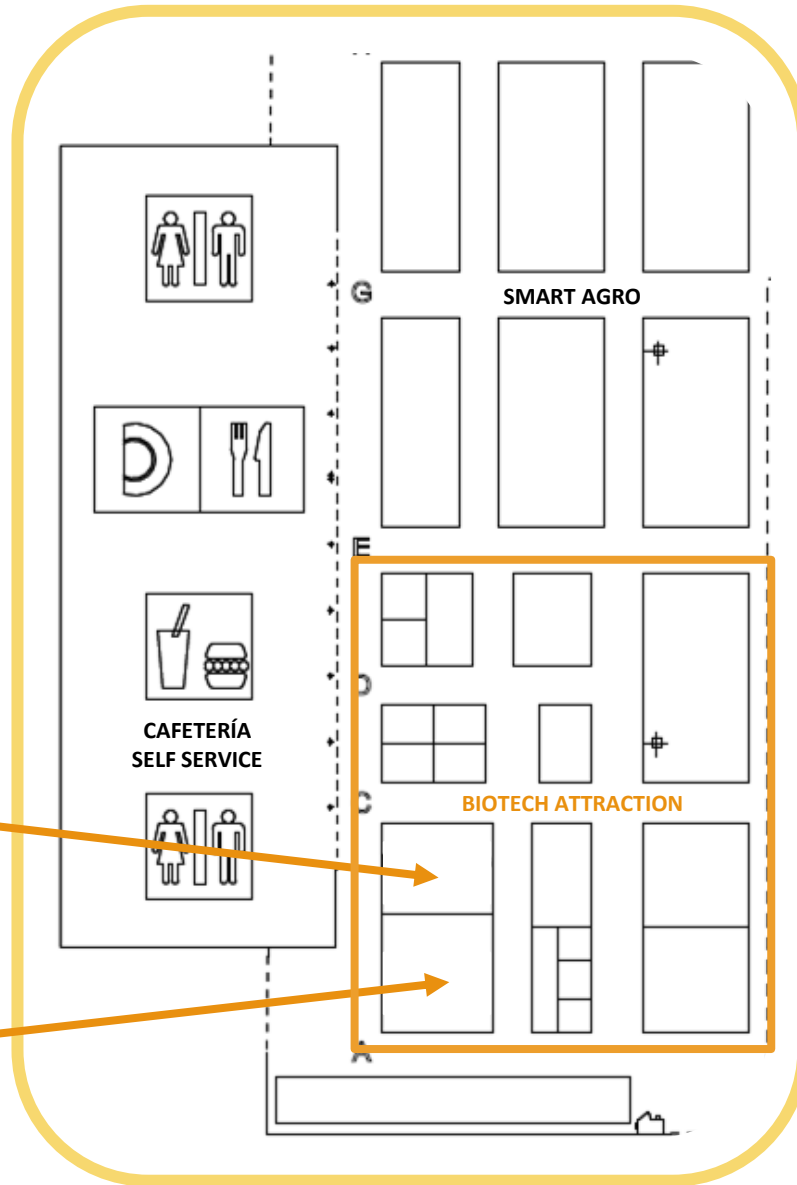 G
SMART AGRO
E
D
CAFETERÍA
SELF SERVICE
C
BIOTECH ATTRACTION
A